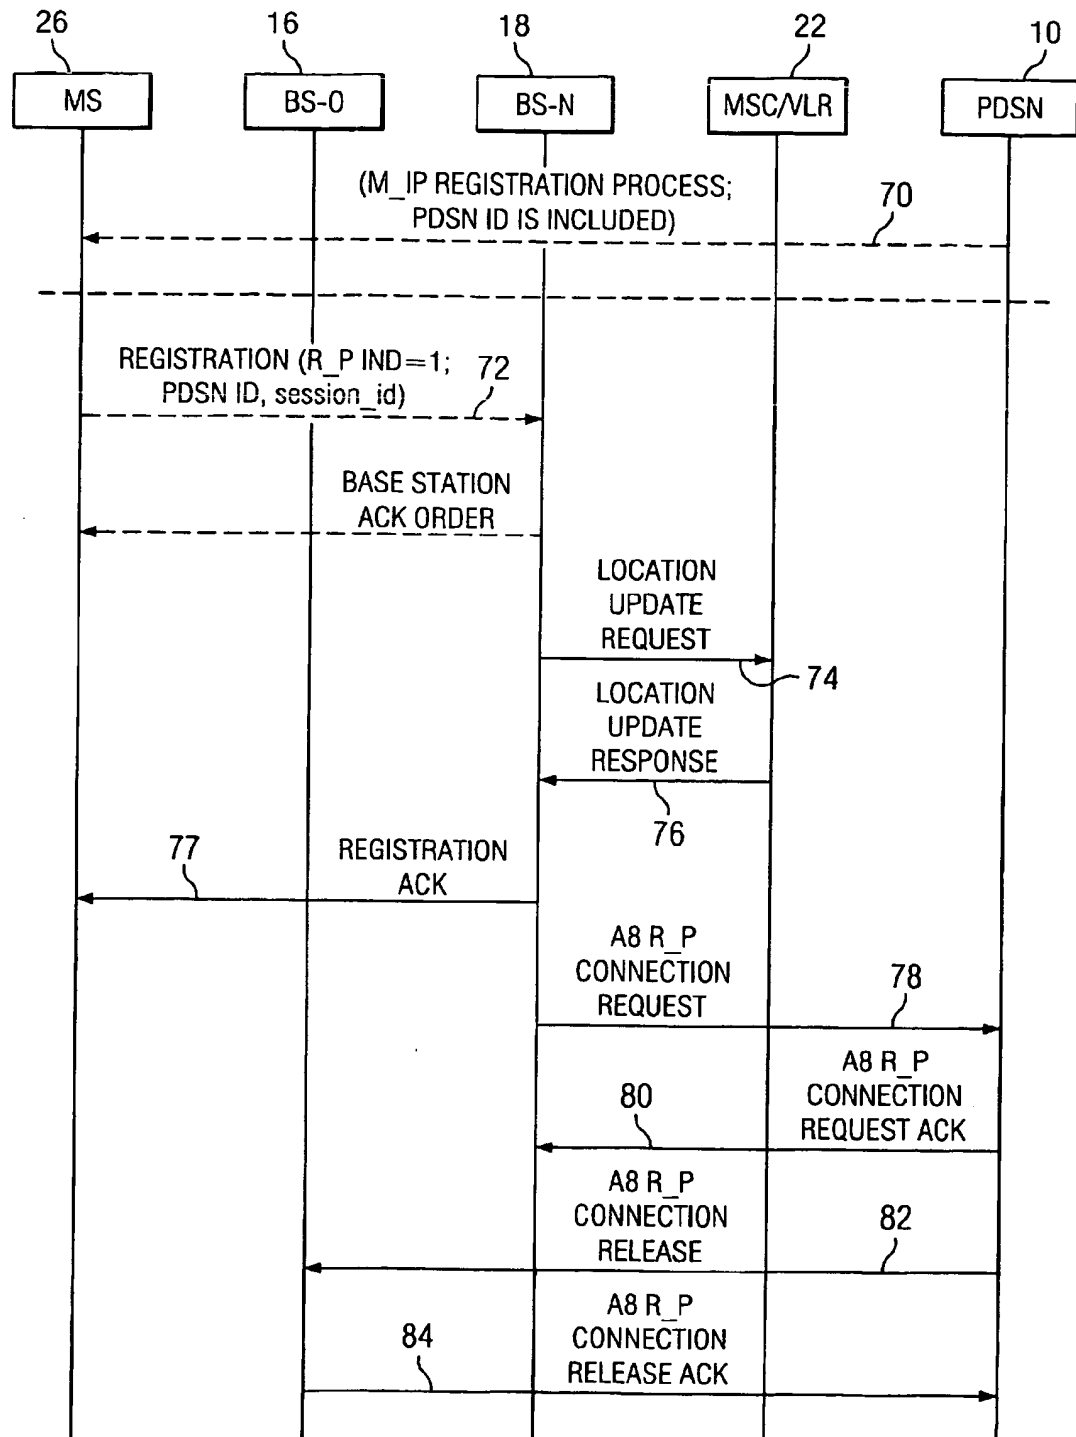 26
16
18
22
10
MS
BS-O
BS-N
MSC/VLR
PDSN
(M_IP REGISTRATION PROCESS;
PDSN ID IS INCLUDED)
70
REGISTRATION (R_P IND=1;
PDSN ID, session_id)
72
BASE STATION
ACK ORDER
LOCATION
UPDATE
REQUEST
74
LOCATION
UPDATE
RESPONSE
76
77
REGISTRATION
ACK
A8 R_P
CONNECTION
REQUEST
78
A8 R_P
CONNECTION
REQUEST ACK
80
A8 R_P
CONNECTION
RELEASE
82
A8 R_P
CONNECTION
RELEASE ACK
84